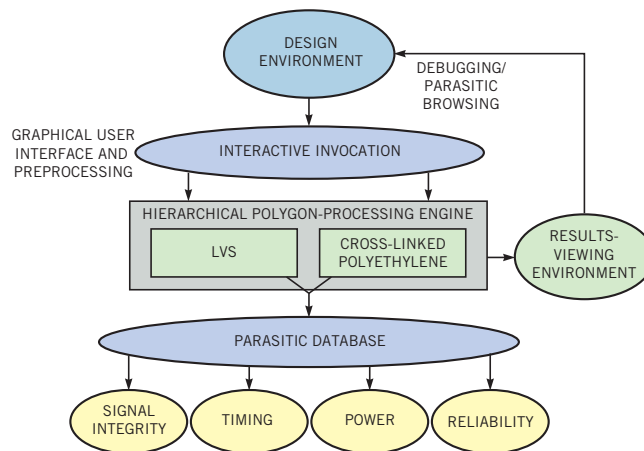 DESIGN
ENVIRONMENT
DEBUGGING/
PARASITIC
BROWSING
GRAPHICAL USER
INTERFACE AND
PREPROCESSING
INTERACTIVE INVOCATION
HIERARCHICAL POLYGON-PROCESSING ENGINE
LVS
CROSS-LINKED
POLYETHYLENE
RESULTS-
VIEWING
ENVIRONMENT
PARASITIC DATABASE
SIGNAL
INTEGRITY
TIMING
POWER
RELIABILITY